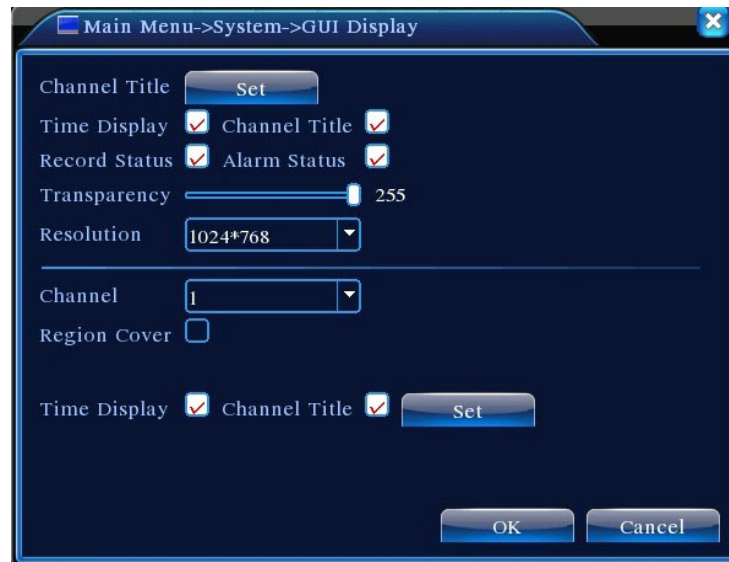 Main Menu->System->GUI Display
Channel Title Set
Time Display Channel Title
Record Status Alarm Status
Transparency 255
Resolution 1024*768
Channel 1
Region Cover
Time Display Channel Title Set
OK Cancel